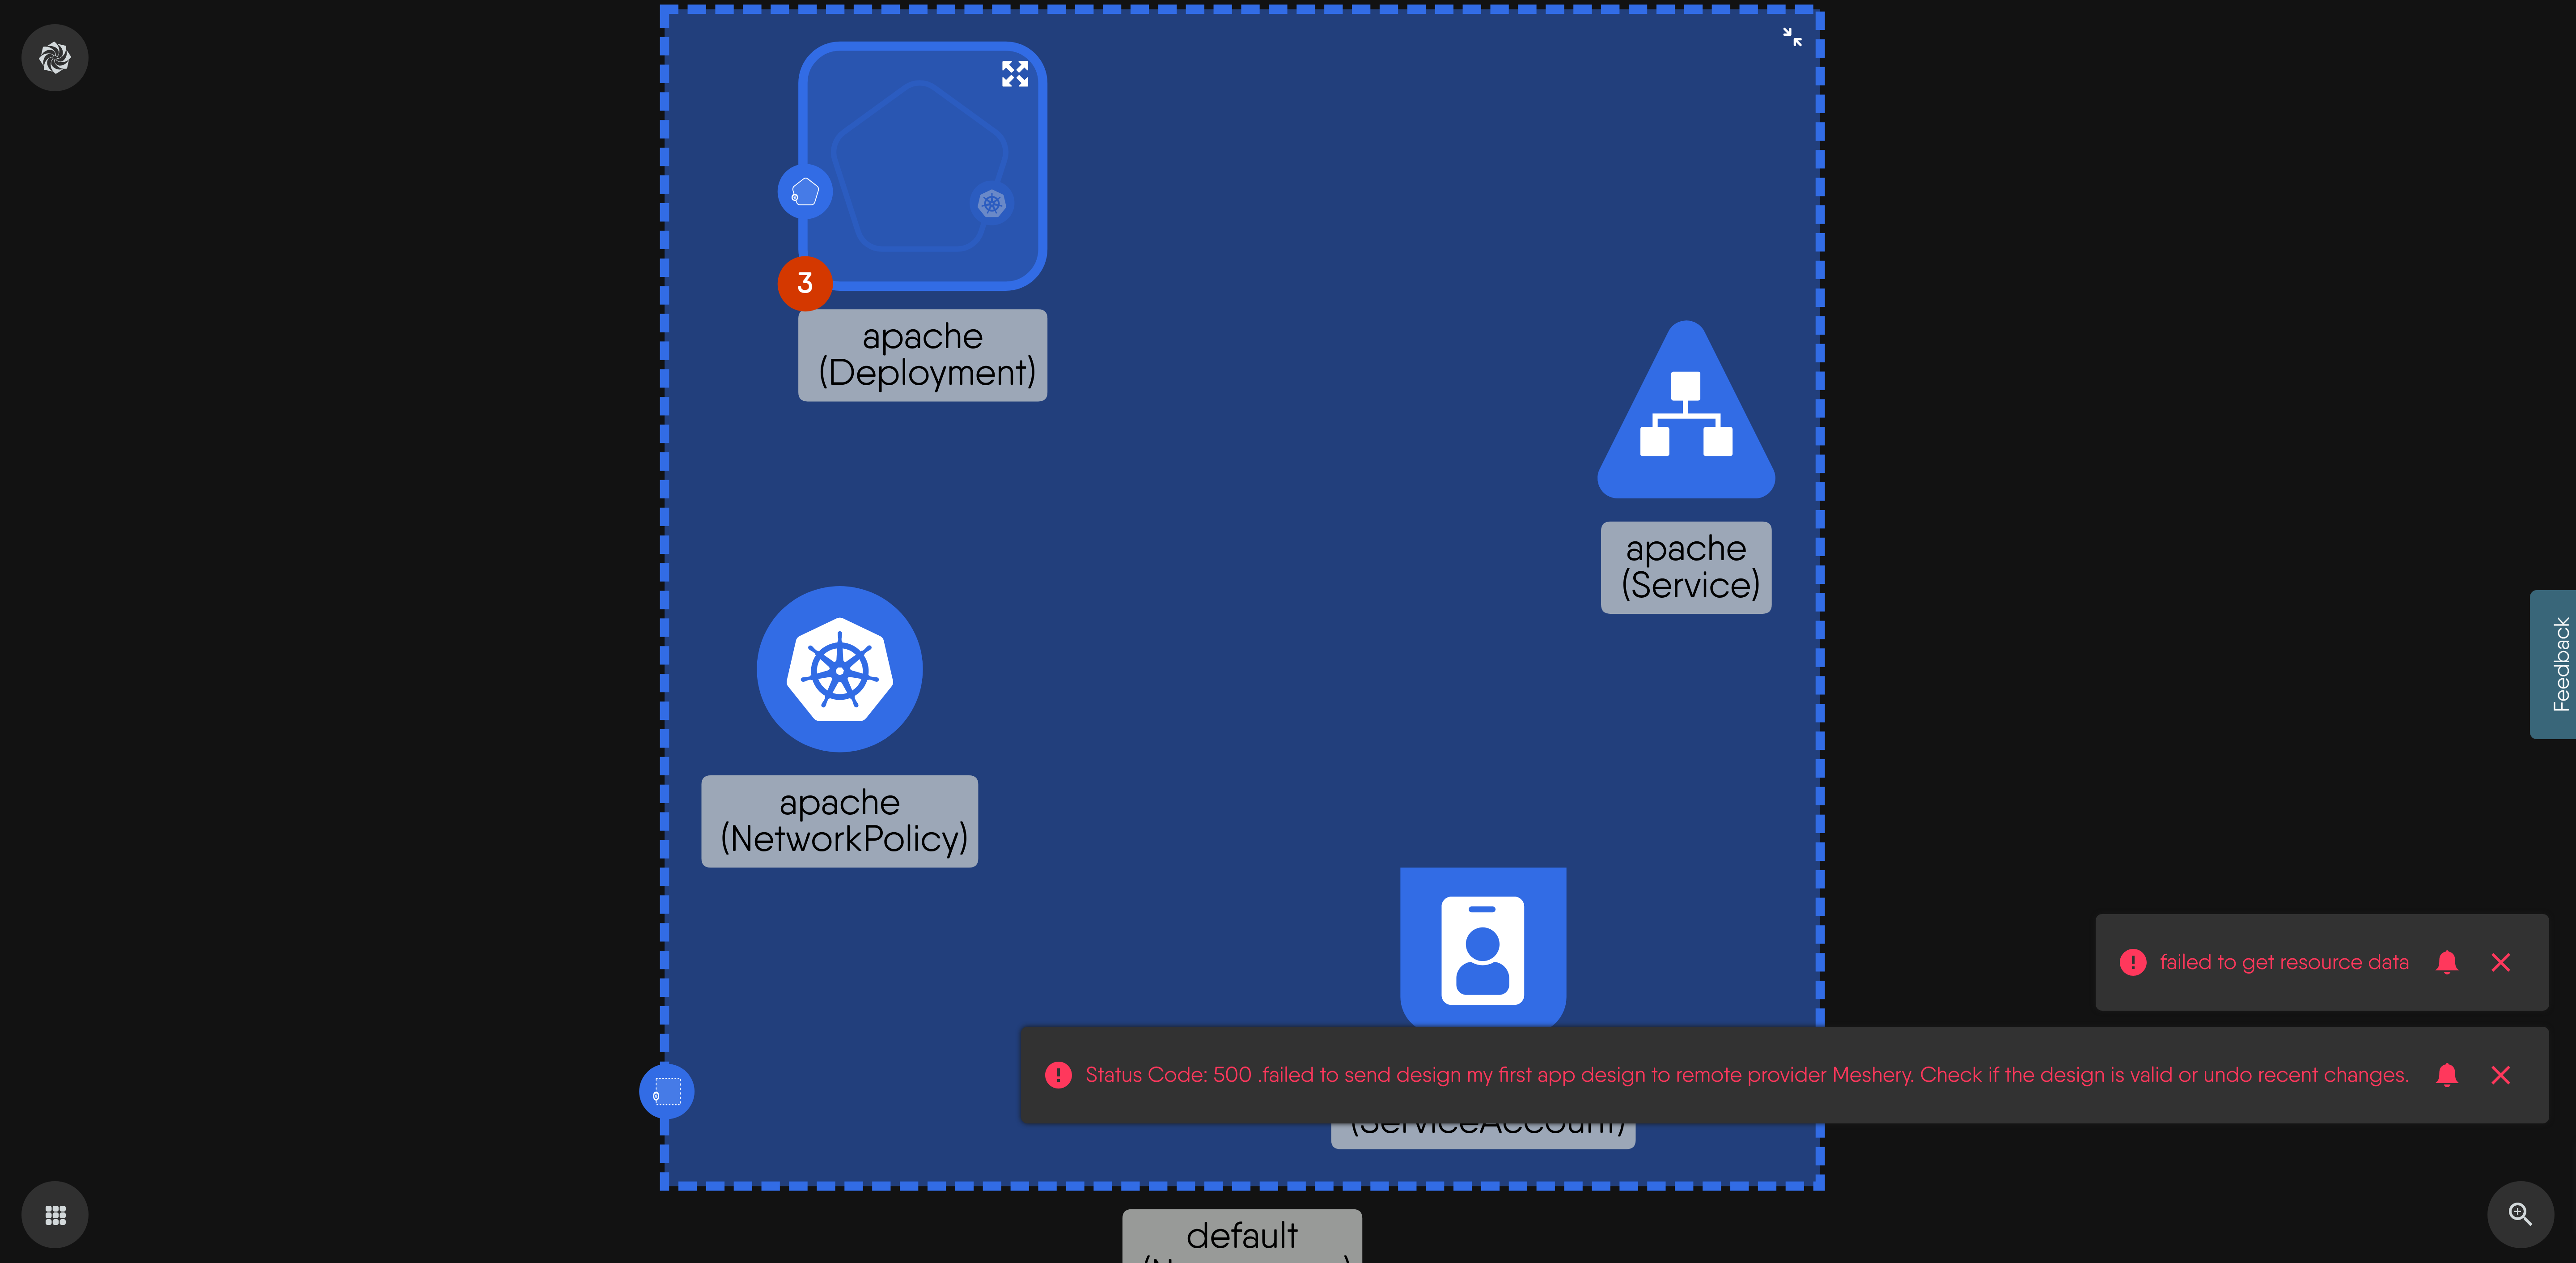 3
apache
(Deployment)
apache
(Service)
apache
(NetworkPolicy)
Feedback
failed to get resource data
Status Code: 500 .failed to send design my first app design to remote provider Meshery. Check if the design is valid or undo recent changes.
(ServiceAccount)
default